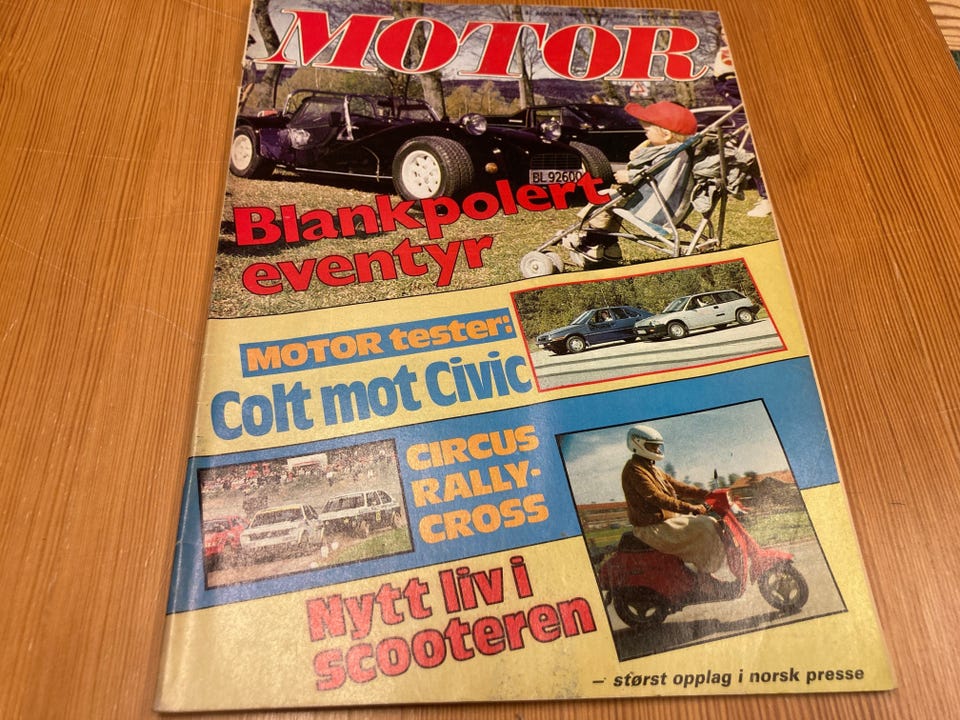 MOTOR
BL 92600
Blankpolert
eventyr
MOTOR tester:
Colt mot Civic
CIRCUS
RALLY-
CROSS
Nytt liv i
scooteren
– størst opplag i norsk presse